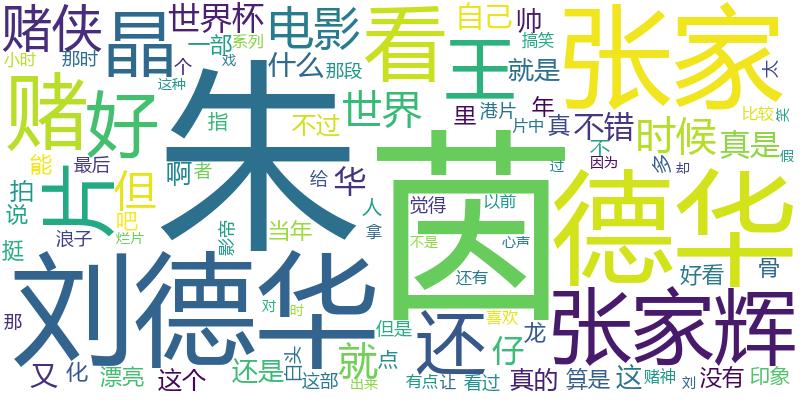 赌侠
晶
世界杯
电影
看
自己
帅
张家
小时
那时
个
一部
系列
戏
什么
那段
王
搞笑
就是
太
赌
好
这种
世界
里
港片
年
比较
笑
朱
茵
指
不过
片中
真
不错
时候
能
最后
啊
者
不
多
真是
假
因为
却
过
片
但
给
华
拍
说
吧
人
觉得
以前
德华
挺
浪子
烂片
影帝
当年
拿
不是
心声
刘德华
还有
好看
骨
那
对
时
还
喜欢
龙
张家辉
但是
仔
又
化
漂亮
这个
还是
白头
这部
出来
就
点
有点
让
看过
真的
算是
这
赌神
刘
没有
印象